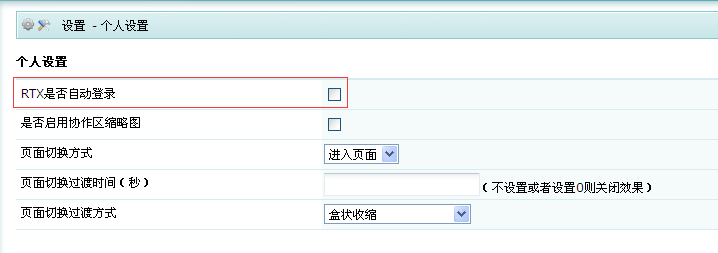 设置 - 个人设置
个人设置
RTX是否自动登录
是否启用协作区缩略图
页面切换方式 进入页面
页面切换过渡时间（秒） （不设置或者设置0则关闭效果）
页面切换过渡方式 盒状收缩